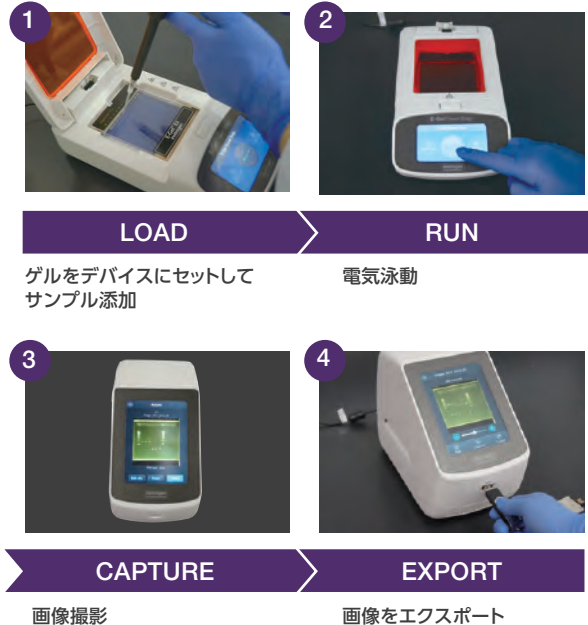 1
2
LOAD
RUN
ゲルをデバイスにセットして
サンプル添加
電気泳動
3
4
CAPTURE
EXPORT
画像撮影
画像をエクスポート